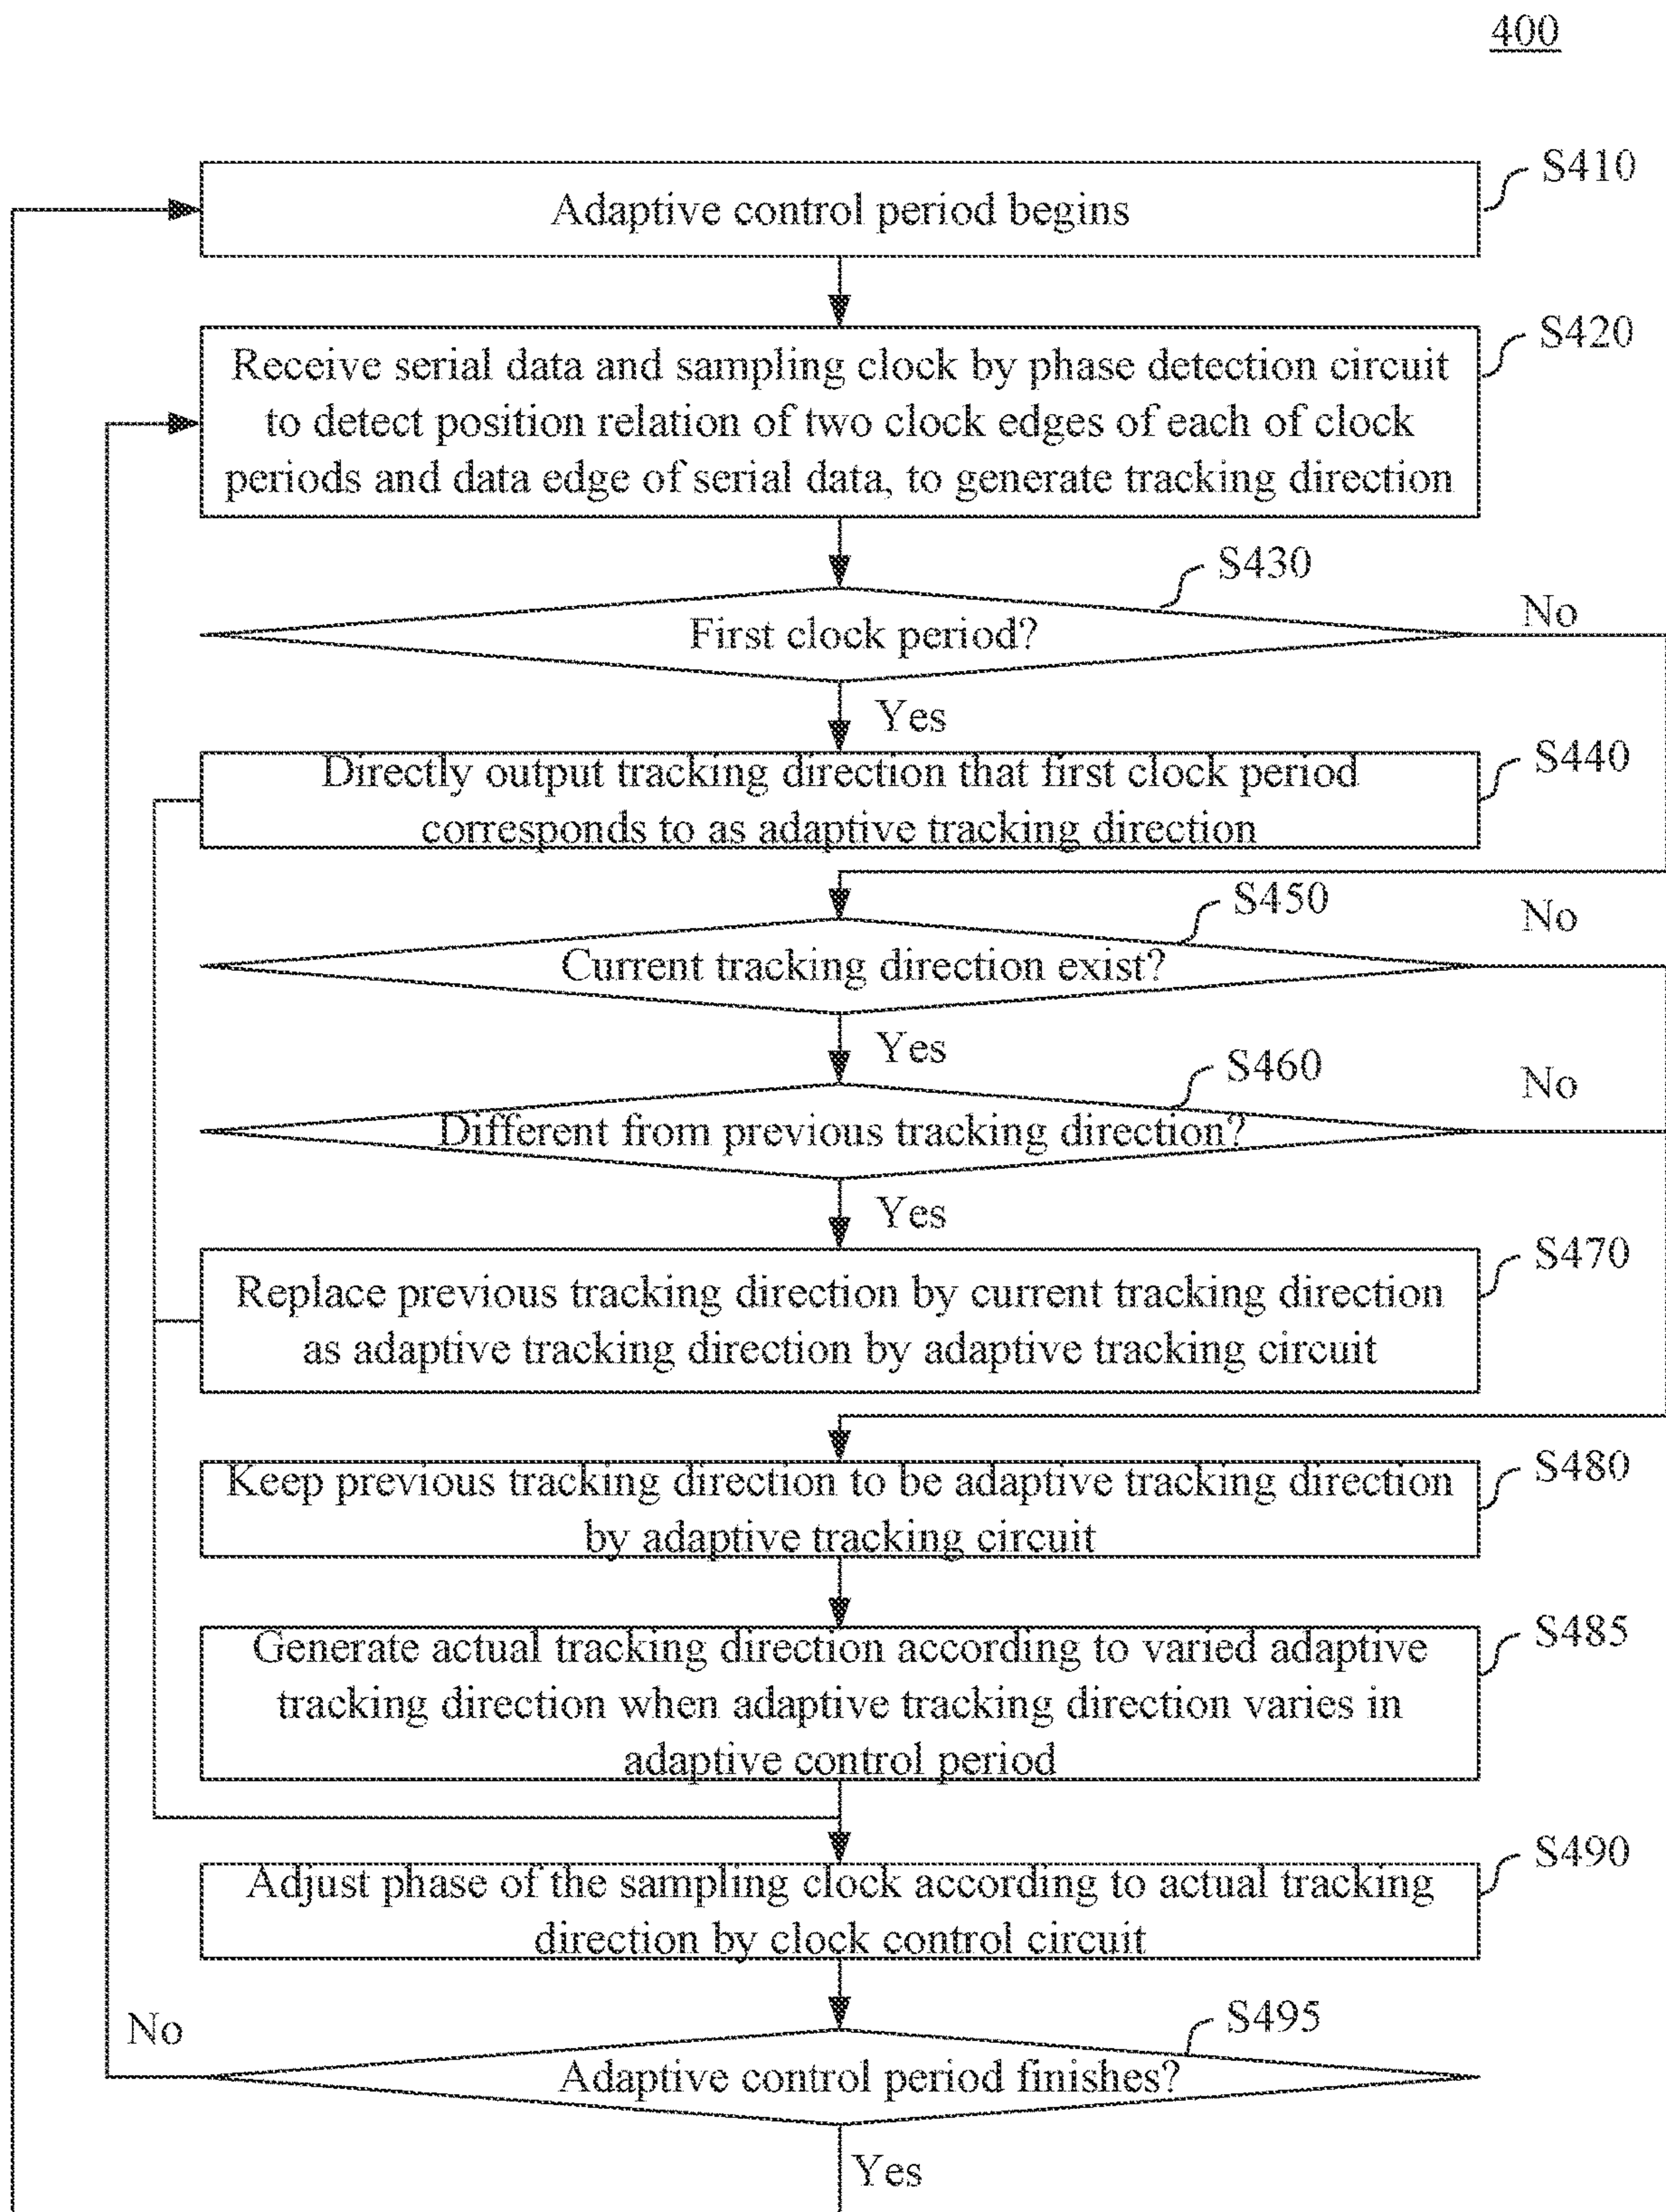 400
Adaptive control period begins
S410
Receive serial data and sampling clock by phase detection circuit
to detect position relation of two clock edges of each of clock
periods and data edge of serial data, to generate tracking direction
S420
First clock period?
S430
No
Yes
Directly output tracking direction that first clock period
corresponds to as adaptive tracking direction
S440
Current tracking direction exist?
S450
No
Yes
Different from previous tracking direction?
S460
No
Yes
Replace previous tracking direction by current tracking direction
as adaptive tracking direction by adaptive tracking circuit
S470
Keep previous tracking direction to be adaptive tracking direction
by adaptive tracking circuit
S480
Generate actual tracking direction according to varied adaptive
tracking direction when adaptive tracking direction varies in
adaptive control period
S485
Adjust phase of the sampling clock according to actual tracking
direction by clock control circuit
S490
Adaptive control period finishes?
S495
No
Yes